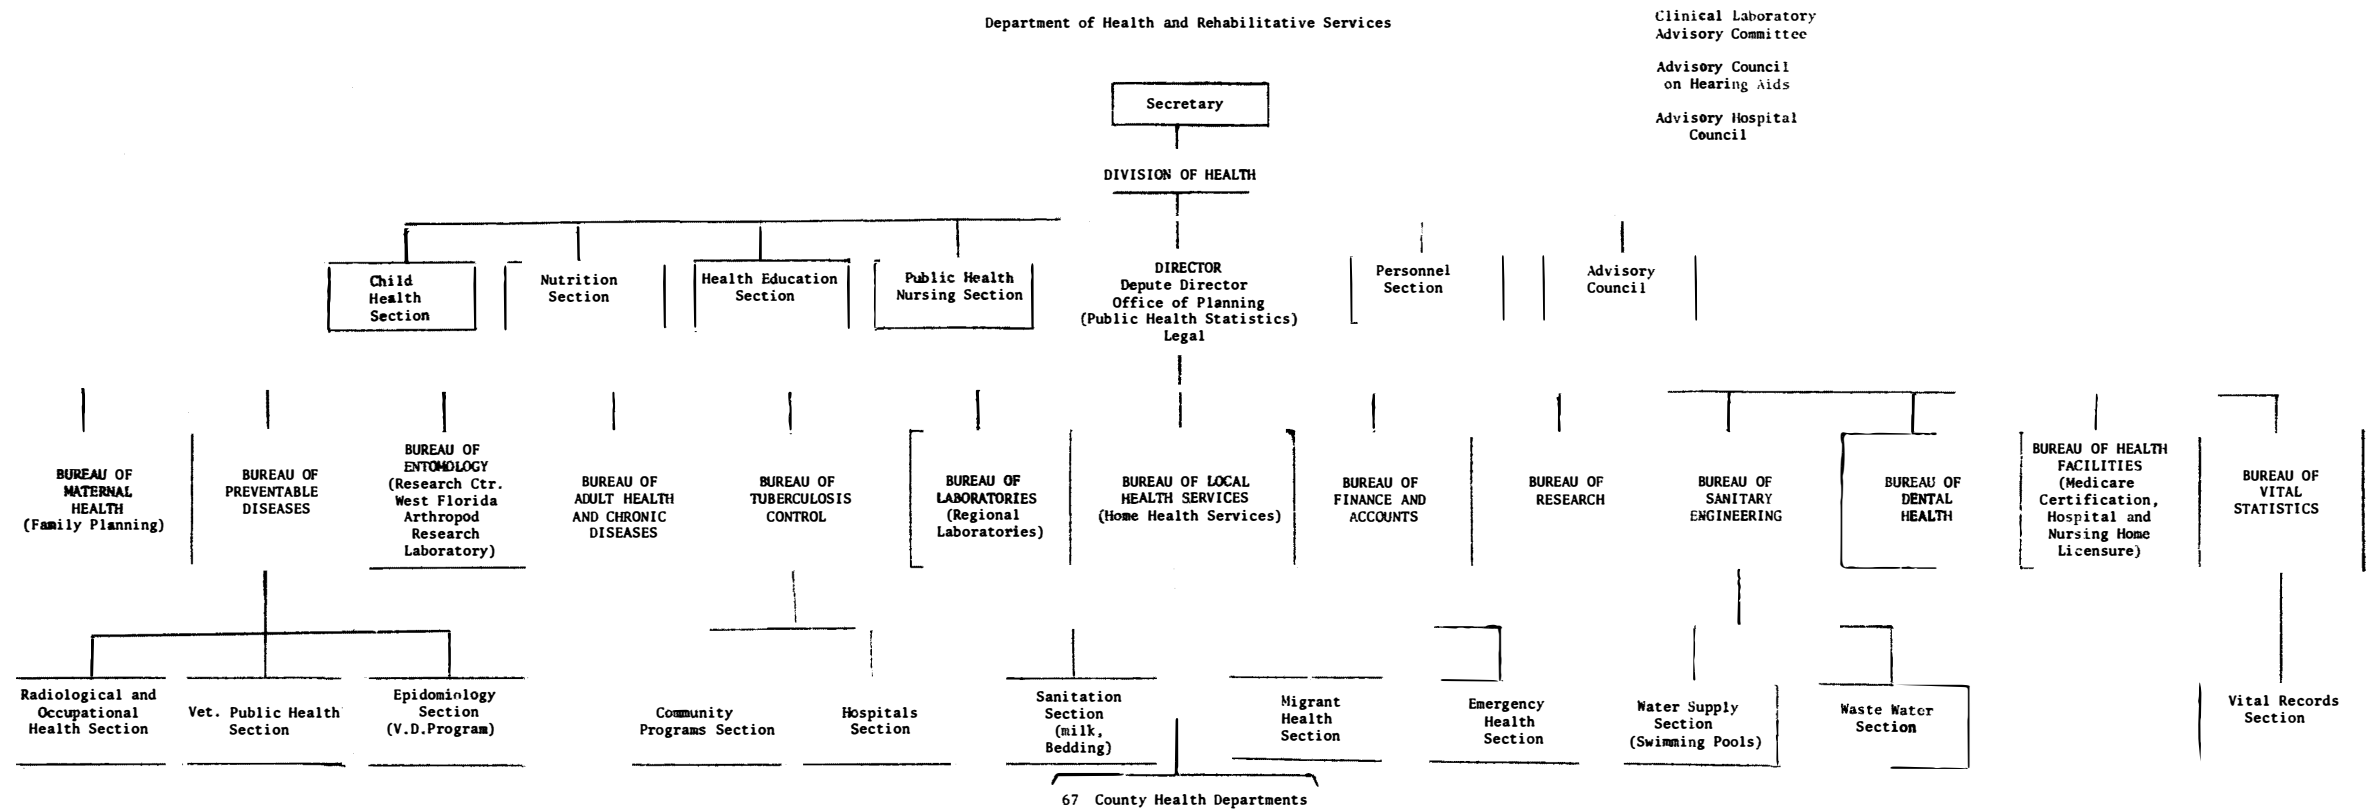 Department of Health and Rehabilitative Services
Clinical Laboratory
Advisory Committee
Advisory Council
on Hearing Aids
Advisory Hospital
Council
Secretary
DIVISION OF HEALTH
Child
Health
Section
Nutrition
Section
Health Education
Section
Public Health
Nursing Section
DIRECTOR
Depute Director
Office of Planning
(Public Health Statistics)
Legal
Personnel
Section
Advisory
Council
BUREAU OF
MATERNAL
HEALTH
(Family Planning)
BUREAU OF
PREVENTABLE
DISEASES
BUREAU OF
ENTOMOLOGY
(Research Ctr.
West Florida
Arthropod
Research
Laboratory)
BUREAU OF
ADULT HEALTH
AND CHRONIC
DISEASES
BUREAU OF
TUBERCULOSIS
CONTROL
BUREAU OF
LABORATORIES
(Regional
Laboratories)
BUREAU OF LOCAL
HEALTH SERVICES
(Home Health Services)
BUREAU OF
FINANCE AND
ACCOUNTS
BUREAU OF
RESEARCH
BUREAU OF
SANITARY
ENGINEERING
BUREAU OF
DENTAL
HEALTH
BUREAU OF HEALTH
FACILITIES
(Medicare
Certification,
Hospital and
Nursing Home
Licensure)
BUREAU OF
VITAL
STATISTICS
Radiological and
Occupational
Health Section
Vet. Public Health
Section
Epidomiology
Section
(V.D.Program)
Community
Programs Section
Hospitals
Section
Sanitation
Section
(milk,
Bedding)
Migrant
Health
Section
Emergency
Health
Section
Water Supply
Section
(Swimming Pools)
Waste Water
Section
Vital Records
Section
67 County Health Departments